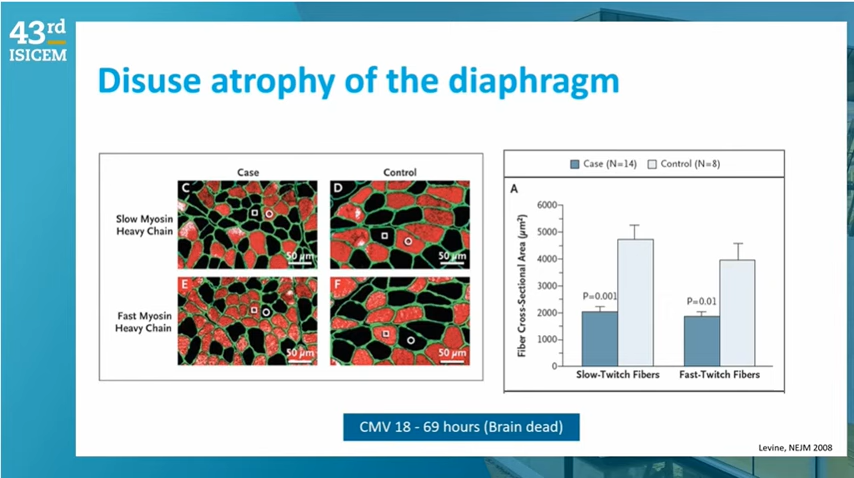 43rd
ISICEM
Disuse atrophy of the diaphragm
Case
Control
Slow Myosin
Heavy Chain
C
50 µm
D
50 µm
Fast Myosin
Heavy Chain
E
50 µm
F
50 µm
Case (N=14)
Control (N=8)
A
Fiber Cross-Sectional Area (µm²)
6000
5000
4000
3000
2000
1000
0
P=0.001
P=0.01
Slow-Twitch Fibers
Fast-Twitch Fibers
CMV 18 - 69 hours (Brain dead)
Levine, NEJM 2008